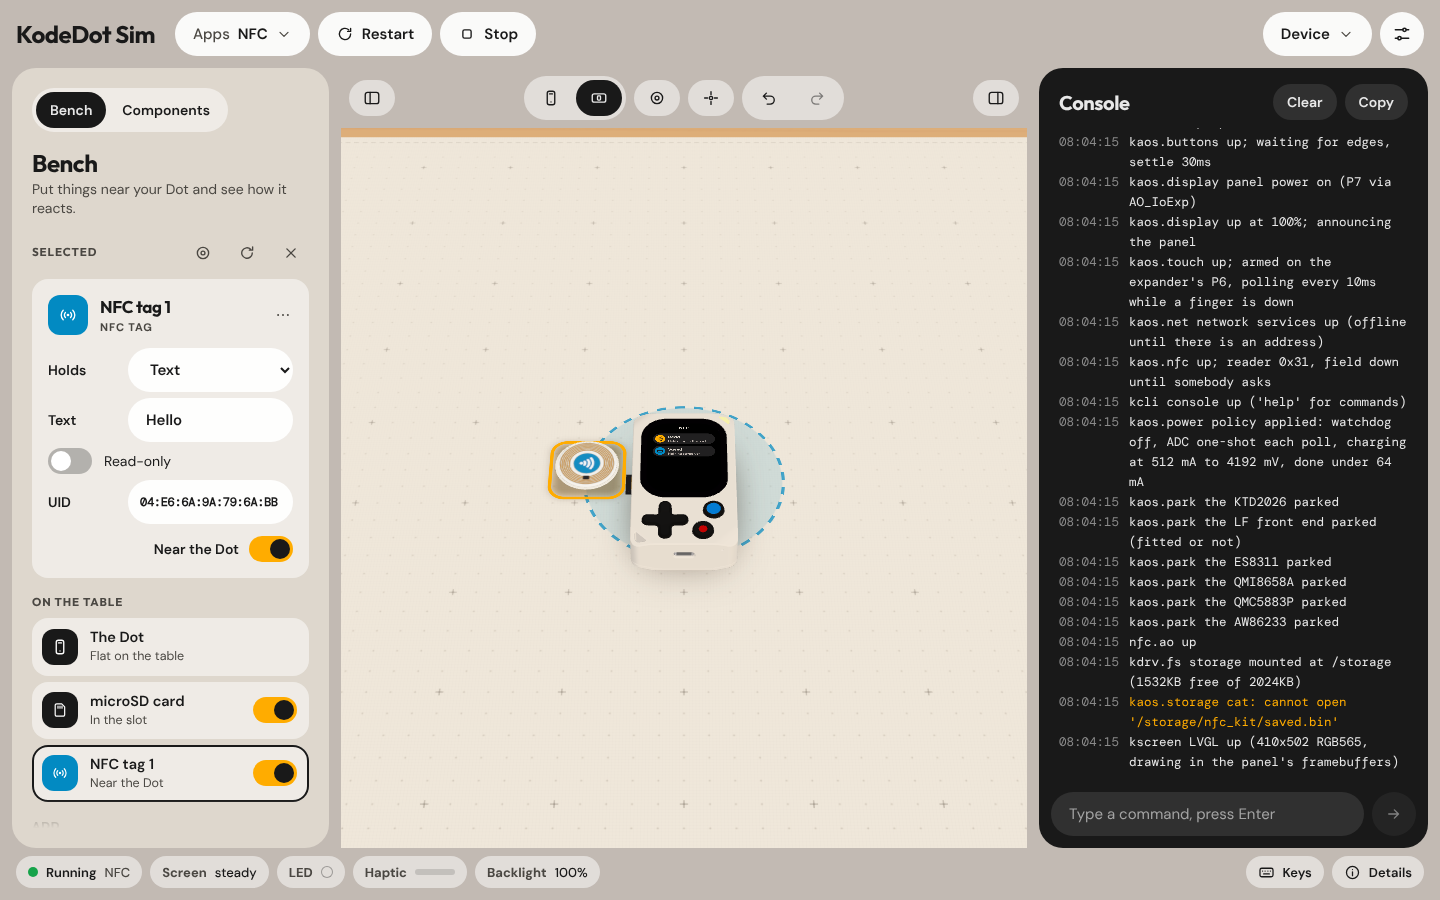 KodeDot Sim
Apps NFC
Restart
Stop
Device
Bench
Components
Bench
Put things near your Dot and see how it
reacts.
SELECTED
NFC tag 1
NFC TAG
Holds
Text
Text
Hello
Read-only
UID
04:E6:6A:9A:79:6A:BB
Near the Dot
ON THE TABLE
The Dot
Flat on the table
microSD card
In the slot
NFC tag 1
Near the Dot
Console
Clear
Copy
08:04:15 kaos.buttons up; waiting for edges,
settle 30ms
08:04:15 kaos.display panel power on (P7 via
AO_IoExp)
08:04:15 kaos.display up at 100%; announcing
the panel
08:04:15 kaos.touch up; armed on the
expander's P6, polling every 10ms
while a finger is down
08:04:15 kaos.net network services up (offline
until there is an address)
08:04:15 kaos.nfc up; reader 0x31, field down
until somebody asks
08:04:15 kcli console up ('help' for commands)
08:04:15 kaos.power policy applied: watchdog
off, ADC one-shot each poll, charging
at 512 mA to 4192 mV, done under 64
mA
08:04:15 kaos.park the KTD2026 parked
08:04:15 kaos.park the LF front end parked
(fitted or not)
08:04:15 kaos.park the ES8311 parked
08:04:15 kaos.park the QMI8658A parked
08:04:15 kaos.park the QMC5883P parked
08:04:15 kaos.park the AW86233 parked
08:04:15 nfc.ao up
08:04:15 kdrv.fs storage mounted at /storage
(1532KB free of 2024KB)
08:04:15 kaos.storage cat: cannot open
'/storage/nfc_kit/saved.bin'
08:04:15 kscreen LVGL up (410x502 RGB565,
drawing in the panel's framebuffers)
Type a command, press Enter
Running NFC
Screen steady
LED
Haptic
Backlight 100%
Keys
Details